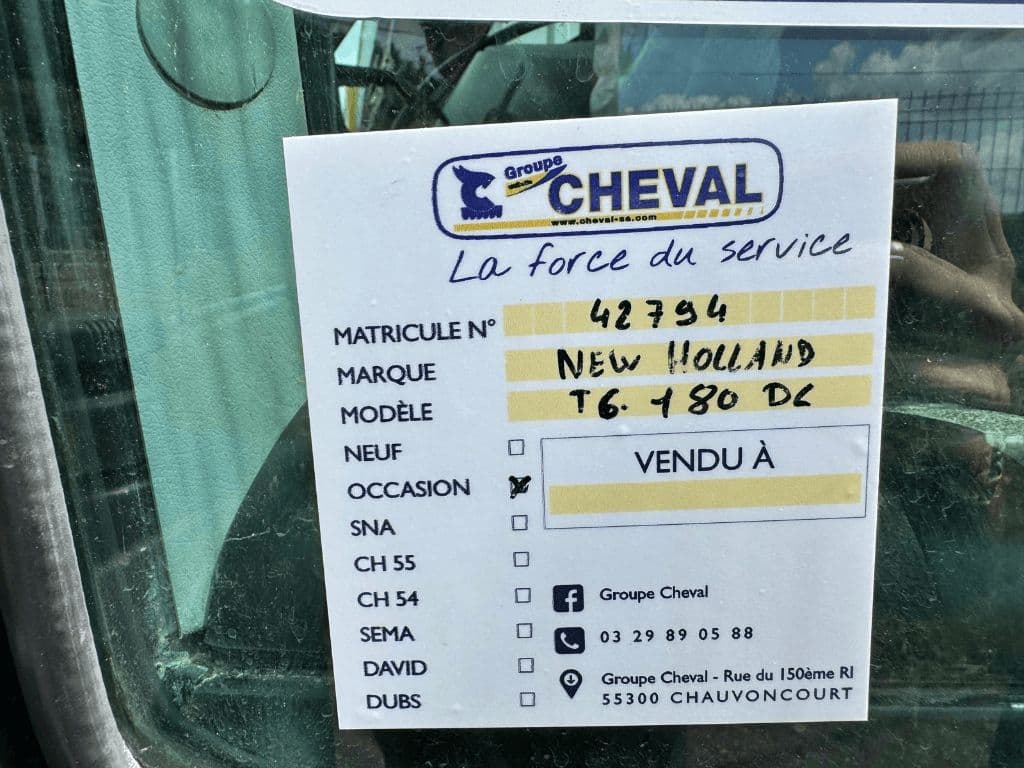 Groupe
CHEVAL
www.cheval-sa.com
La force du service
MATRICULE N° 42794
MARQUE NEW HOLLAND
MODÈLE T6. 180 DC
NEUF
OCCASION
SNA
CH 55
CH 54
SEMA
DAVID
DUBS
VENDU À
Groupe Cheval
03 29 89 05 88
Groupe Cheval - Rue du 150ème RI
55300 CHAUVONCOURT